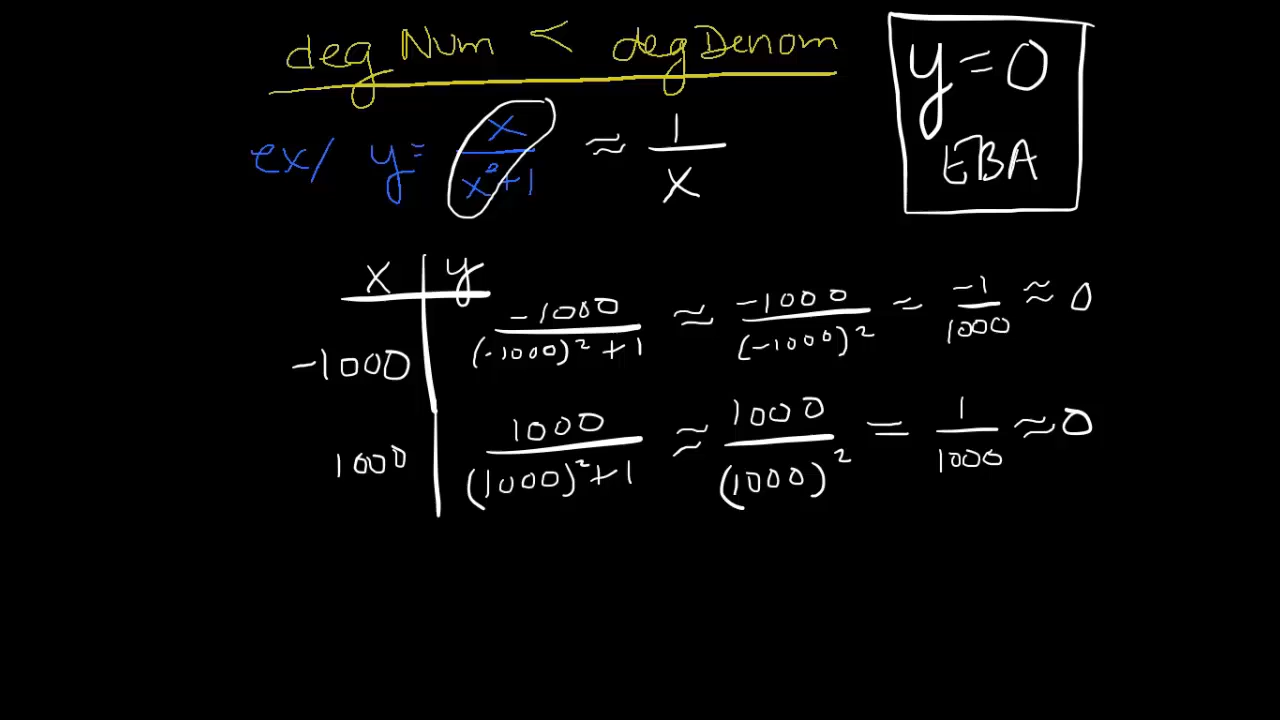 deg Num < deg Denom
y = 0
EBA
ex/ y = x/(x²+1) ≈ 1/x
x | y
-1000 | -1000/((-1000)²+1) ≈ -1000/(-1000)² = -1/1000 ≈ 0
1000 | 1000/((1000)²+1) ≈ 1000/(1000)² = 1/1000 ≈ 0